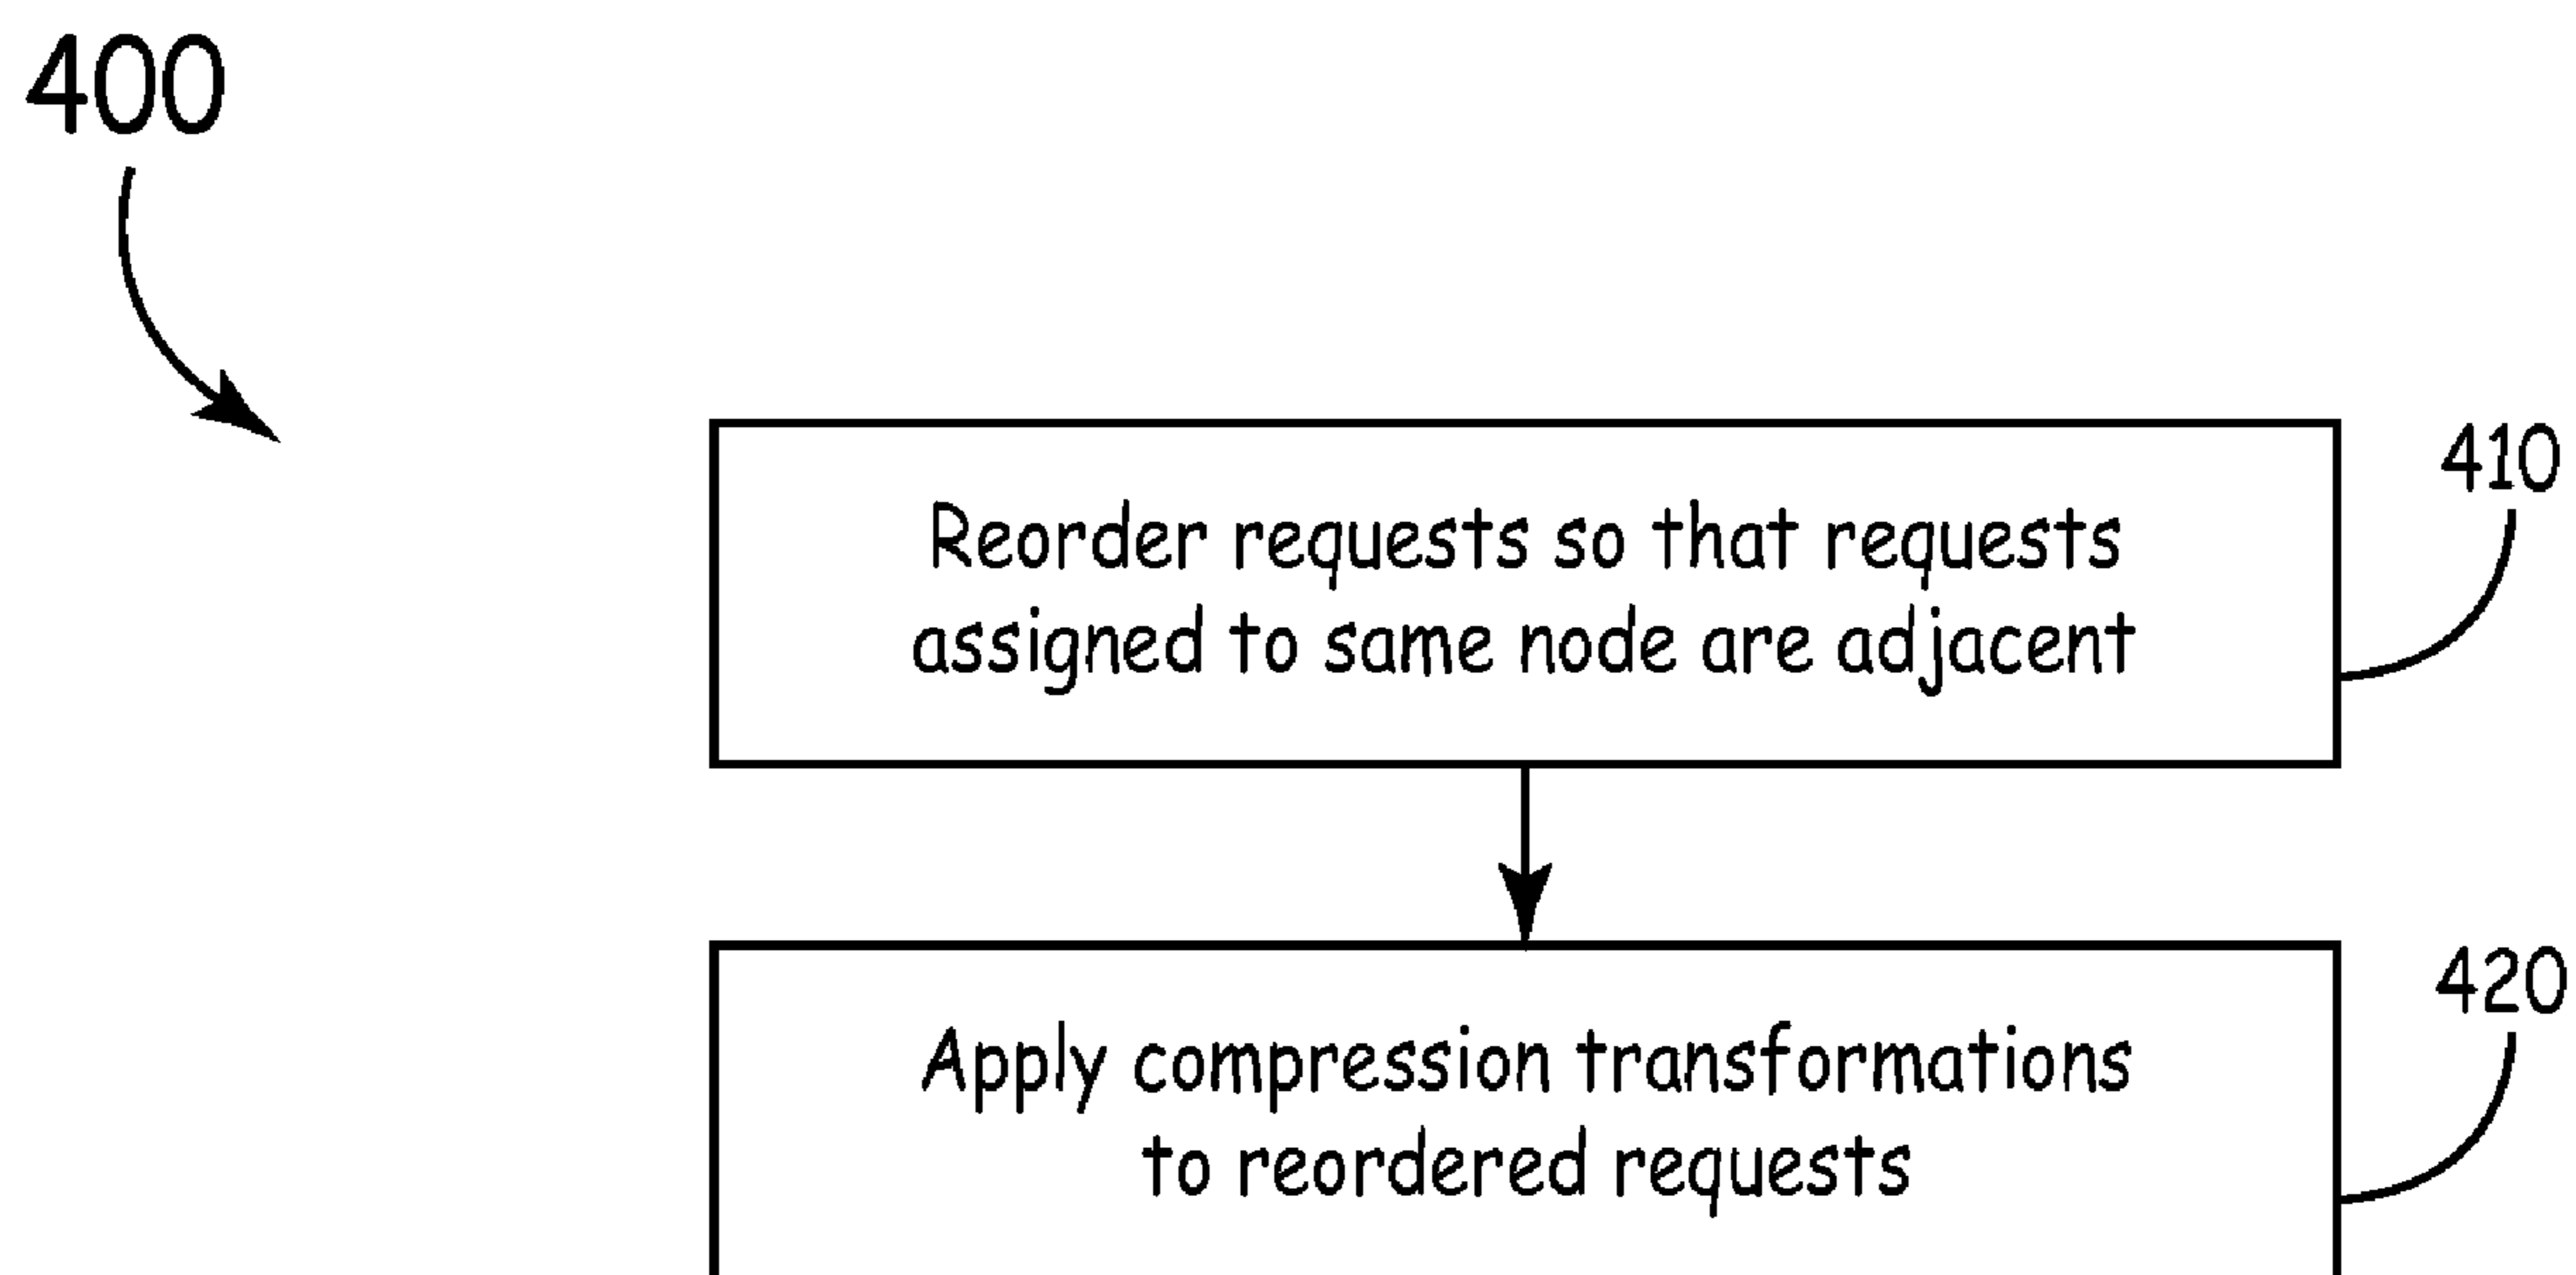 400
410
Reorder requests so that requests
assigned to same node are adjacent
420
Apply compression transformations
to reordered requests